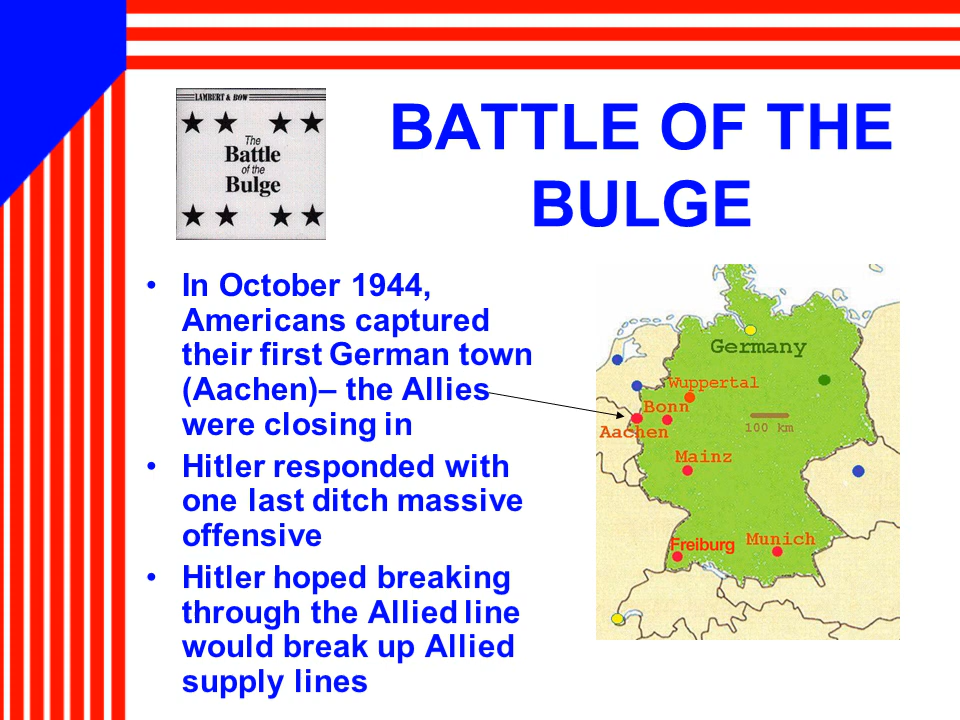 LAMBERT & BOW
The
Battle
of the
Bulge
BATTLE OF THE
BULGE
• In October 1944,
Americans captured
their first German town
(Aachen)– the Allies
were closing in
• Hitler responded with
one last ditch massive
offensive
• Hitler hoped breaking
through the Allied line
would break up Allied
supply lines
Germany
Wuppertal
Bonn
Aachen
100 km
Mainz
Freiburg
Munich